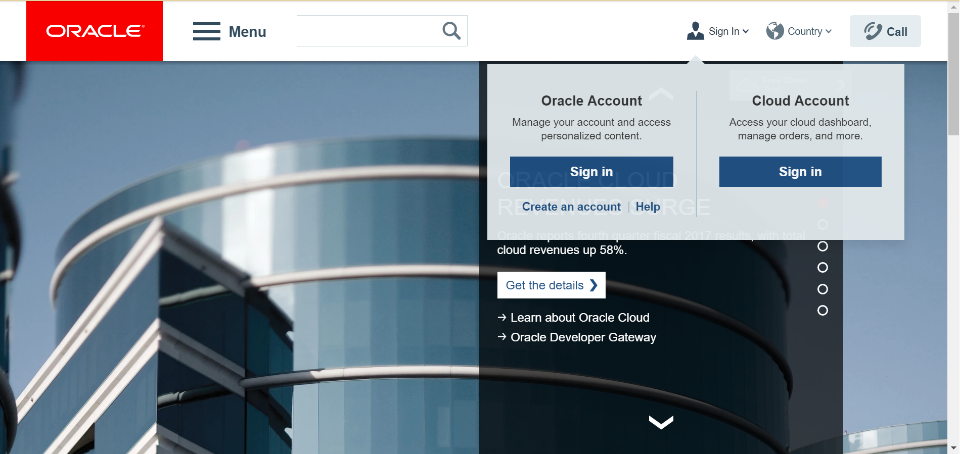 ORACLE
Menu
Sign In
Country
Call
Oracle Account
Manage your account and access
personalized content.
Sign in
Create an account | Help
Cloud Account
Access your cloud dashboard,
manage orders, and more.
Sign in
ORACLE CLOUD
REVENUES SURGE
Oracle reports fourth quarter fiscal 2017 results, with total
cloud revenues up 58%.
Get the details
Learn about Oracle Cloud
Oracle Developer Gateway